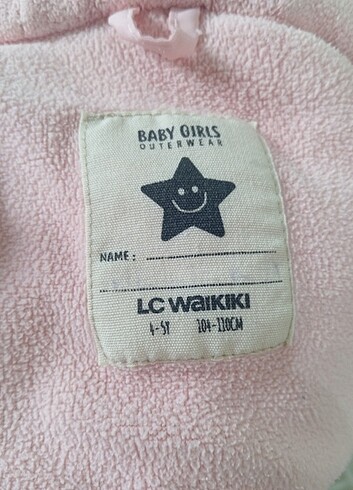 BABY GIRLS
OUTERWEAR
NAME :
LC WAIKIKI
4-5Y 104-110CM